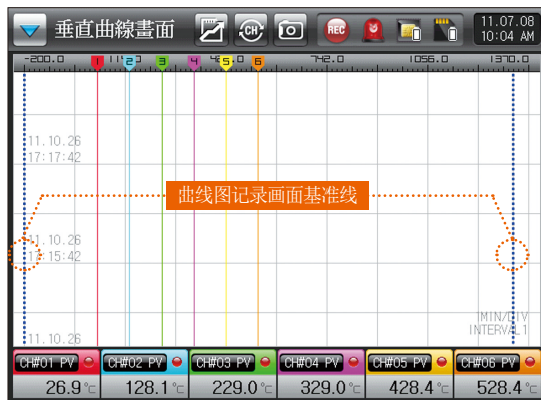 垂直曲線畫面
CH
REC
11.07.08
10:04 AM
-200.0
742.0 1056.0 1370.0
1 2 3 4 5 6
11.10.26
17:17:42
曲线图记录画面基准线
11.10.26
17:15:42
1MIN/DIV
INTERVAL 1
11.10.26
CH#01 PV CH#02 PV CH#03 PV CH#04 PV CH#05 PV CH#06 PV
26.9℃ 128.1℃ 229.0℃ 329.0℃ 428.4℃ 528.4℃